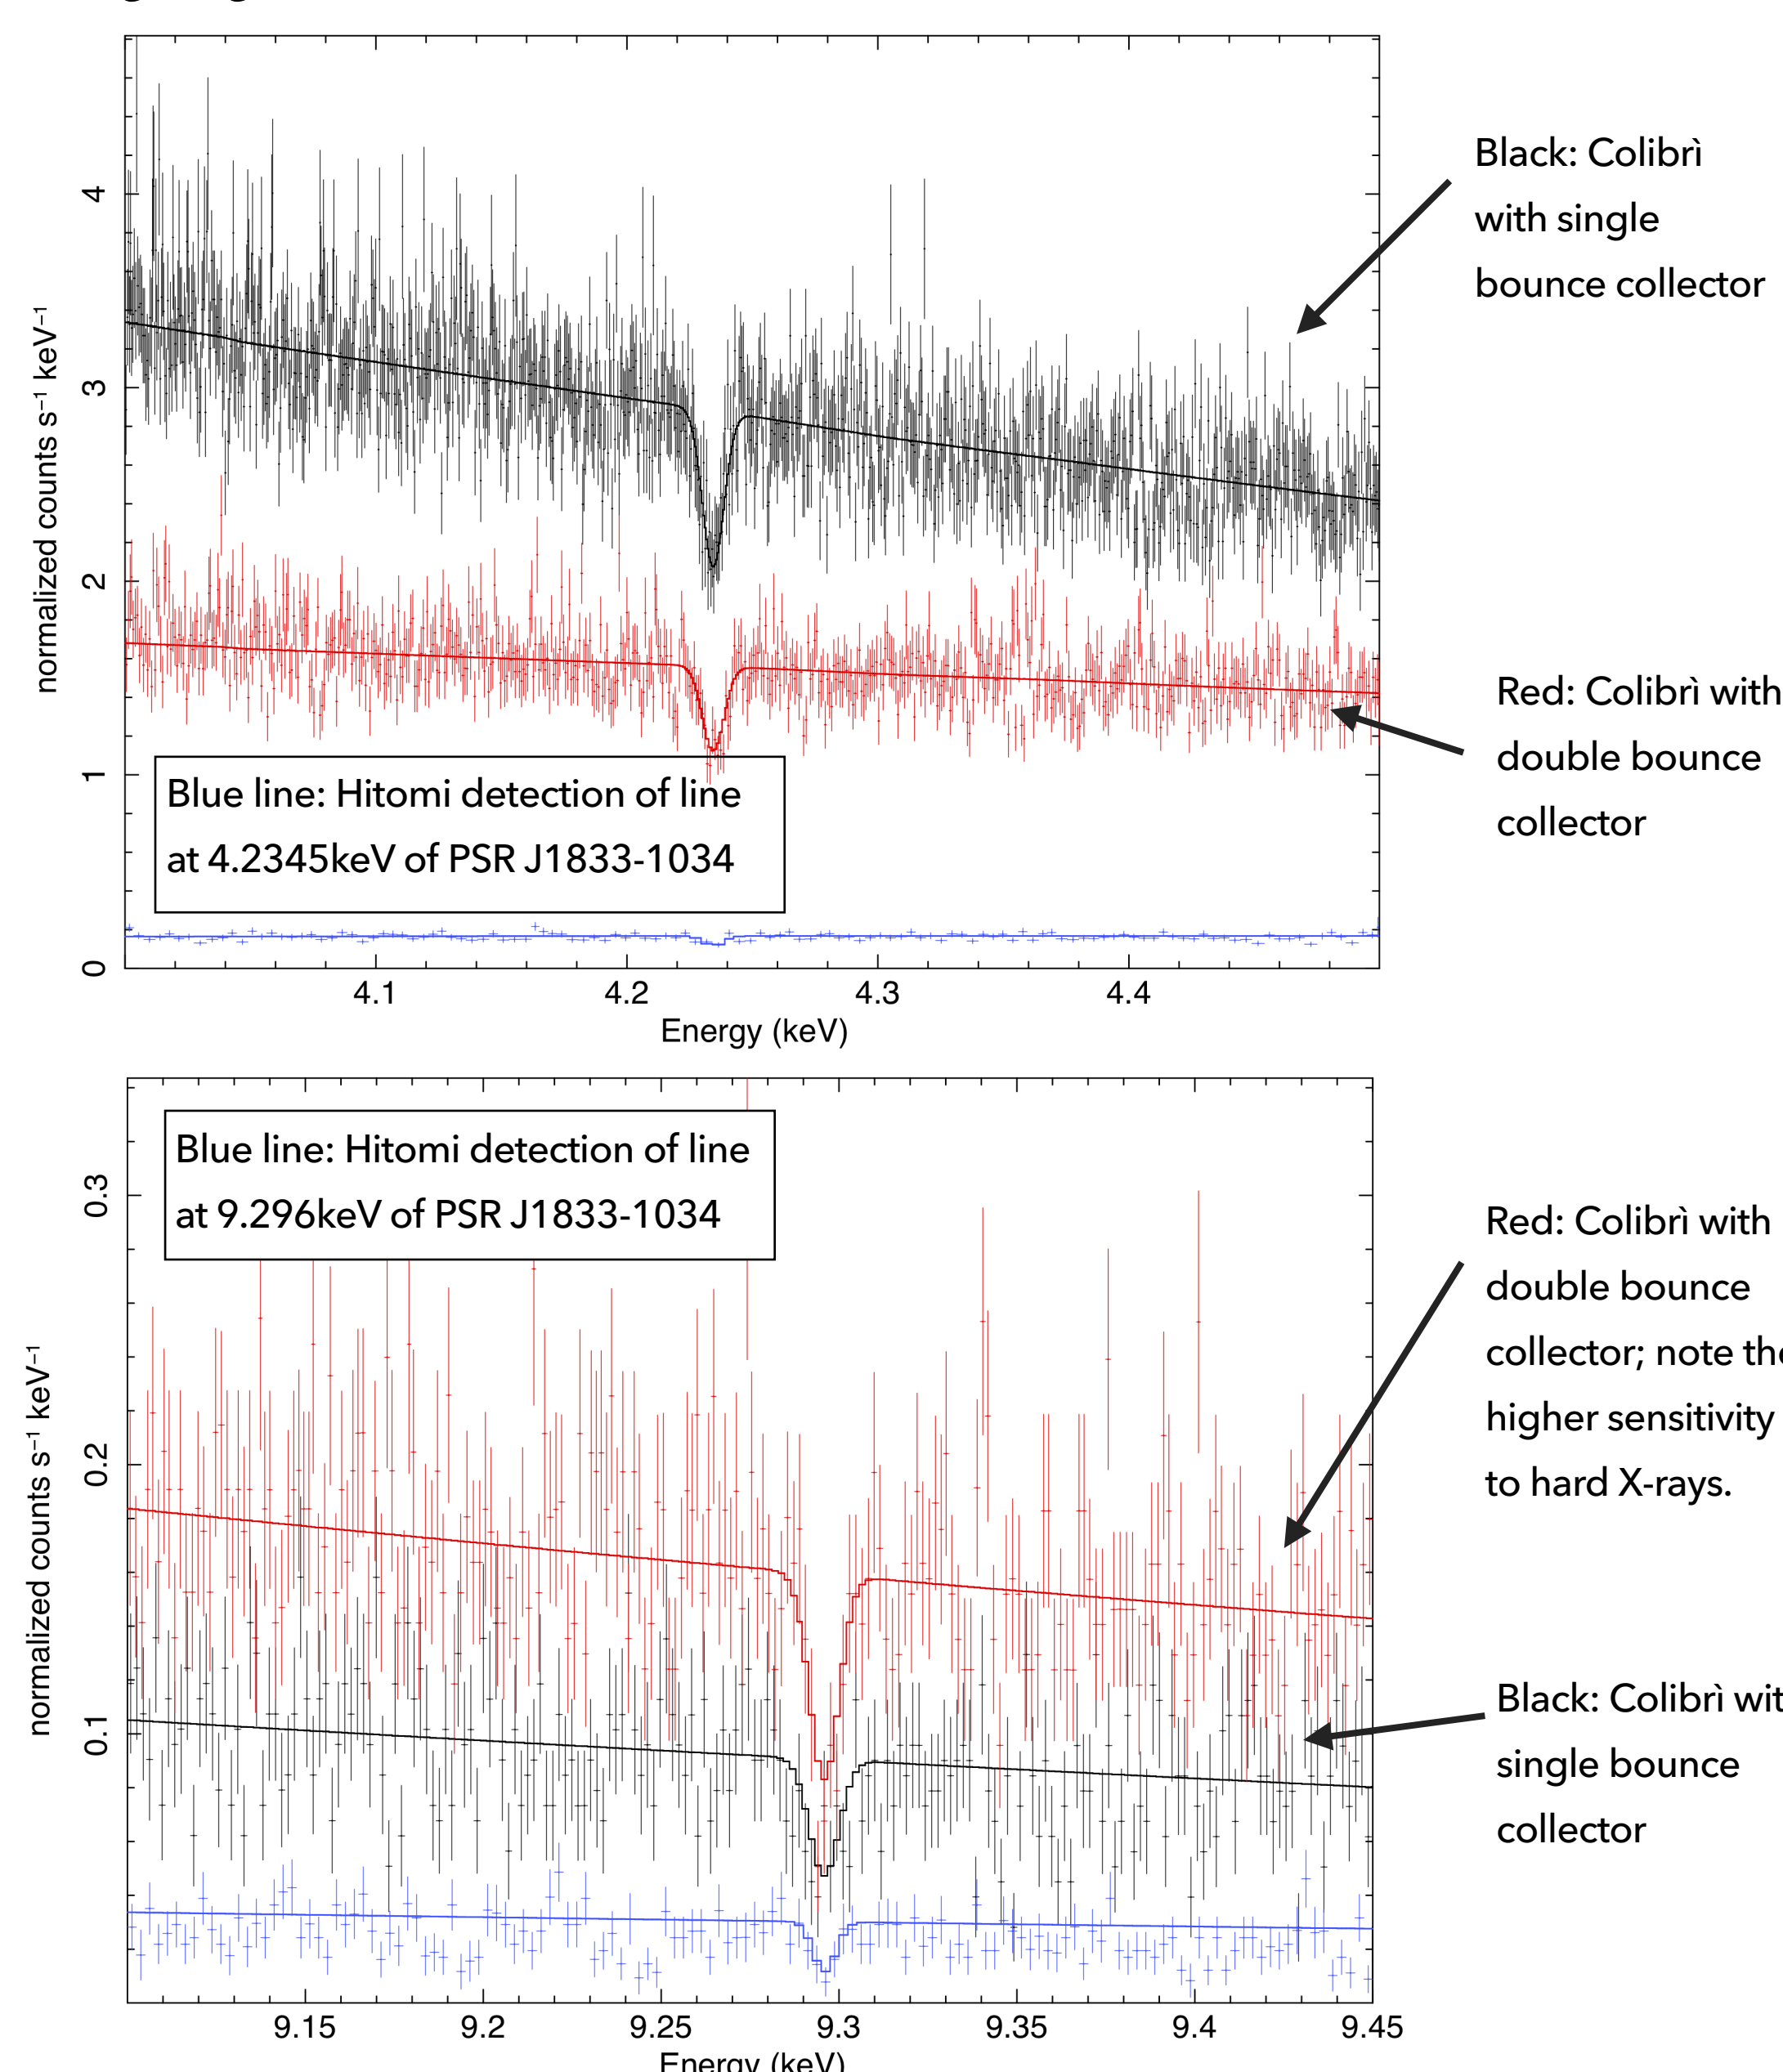 Black: Colibrì
with single
bounce collector
normalized counts s⁻¹ keV⁻¹
4
3
2
1
0
Red: Colibrì with
double bounce
collector
Blue line: Hitomi detection of line
at 4.2345keV of PSR J1833-1034
4.1 4.2 4.3 4.4
Energy (keV)
Blue line: Hitomi detection of line
at 9.296keV of PSR J1833-1034
normalized counts s⁻¹ keV⁻¹
0.3
0.2
0.1
Red: Colibrì with
double bounce
collector; note
higher sensitivity
to hard X-rays.
Black: Colibrì
single bounce
collector
9.15 9.2 9.25 9.3 9.35 9.4 9.45
Energy (keV)